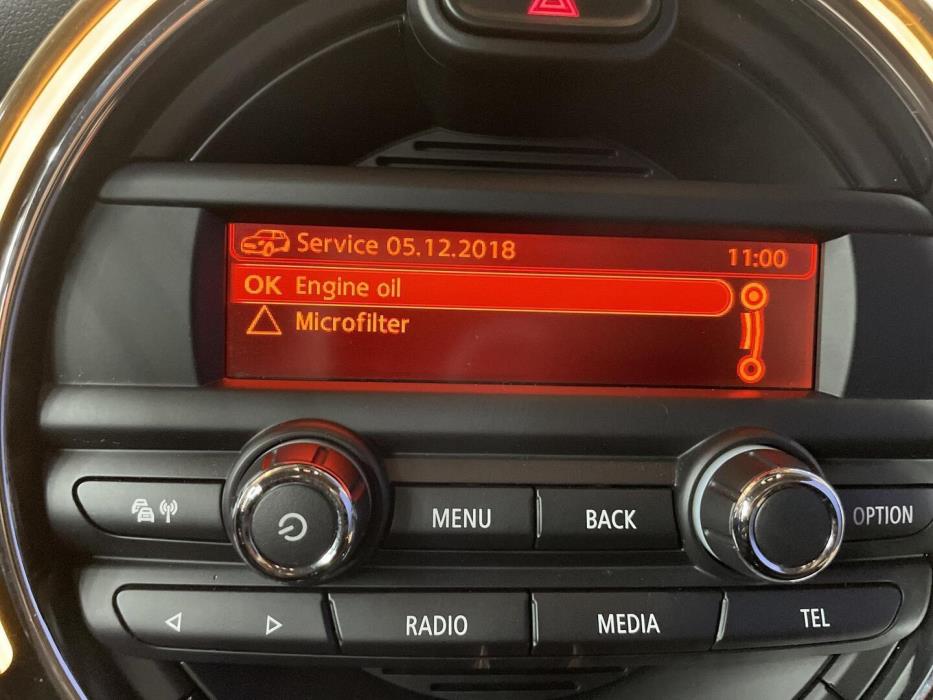 Service 05.12.2018 11:00
OK Engine oil
Microfilter
MENU BACK OPTION
RADIO MEDIA TEL